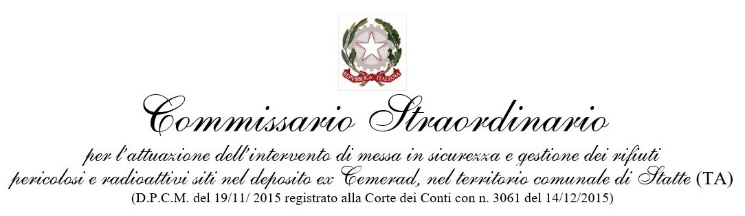 REPVBBLICA ITALIANA
Commissario Straordinario
per l'attuazione dell'intervento di messa in sicurezza e gestione dei rifiuti
pericolosi e radioattivi siti nel deposito ex Cemerad, nel territorio comunale di Statte (TA)
(D.P.C.M. del 19/11/ 2015 registrato alla Corte dei Conti con n. 3061 del 14/12/2015)